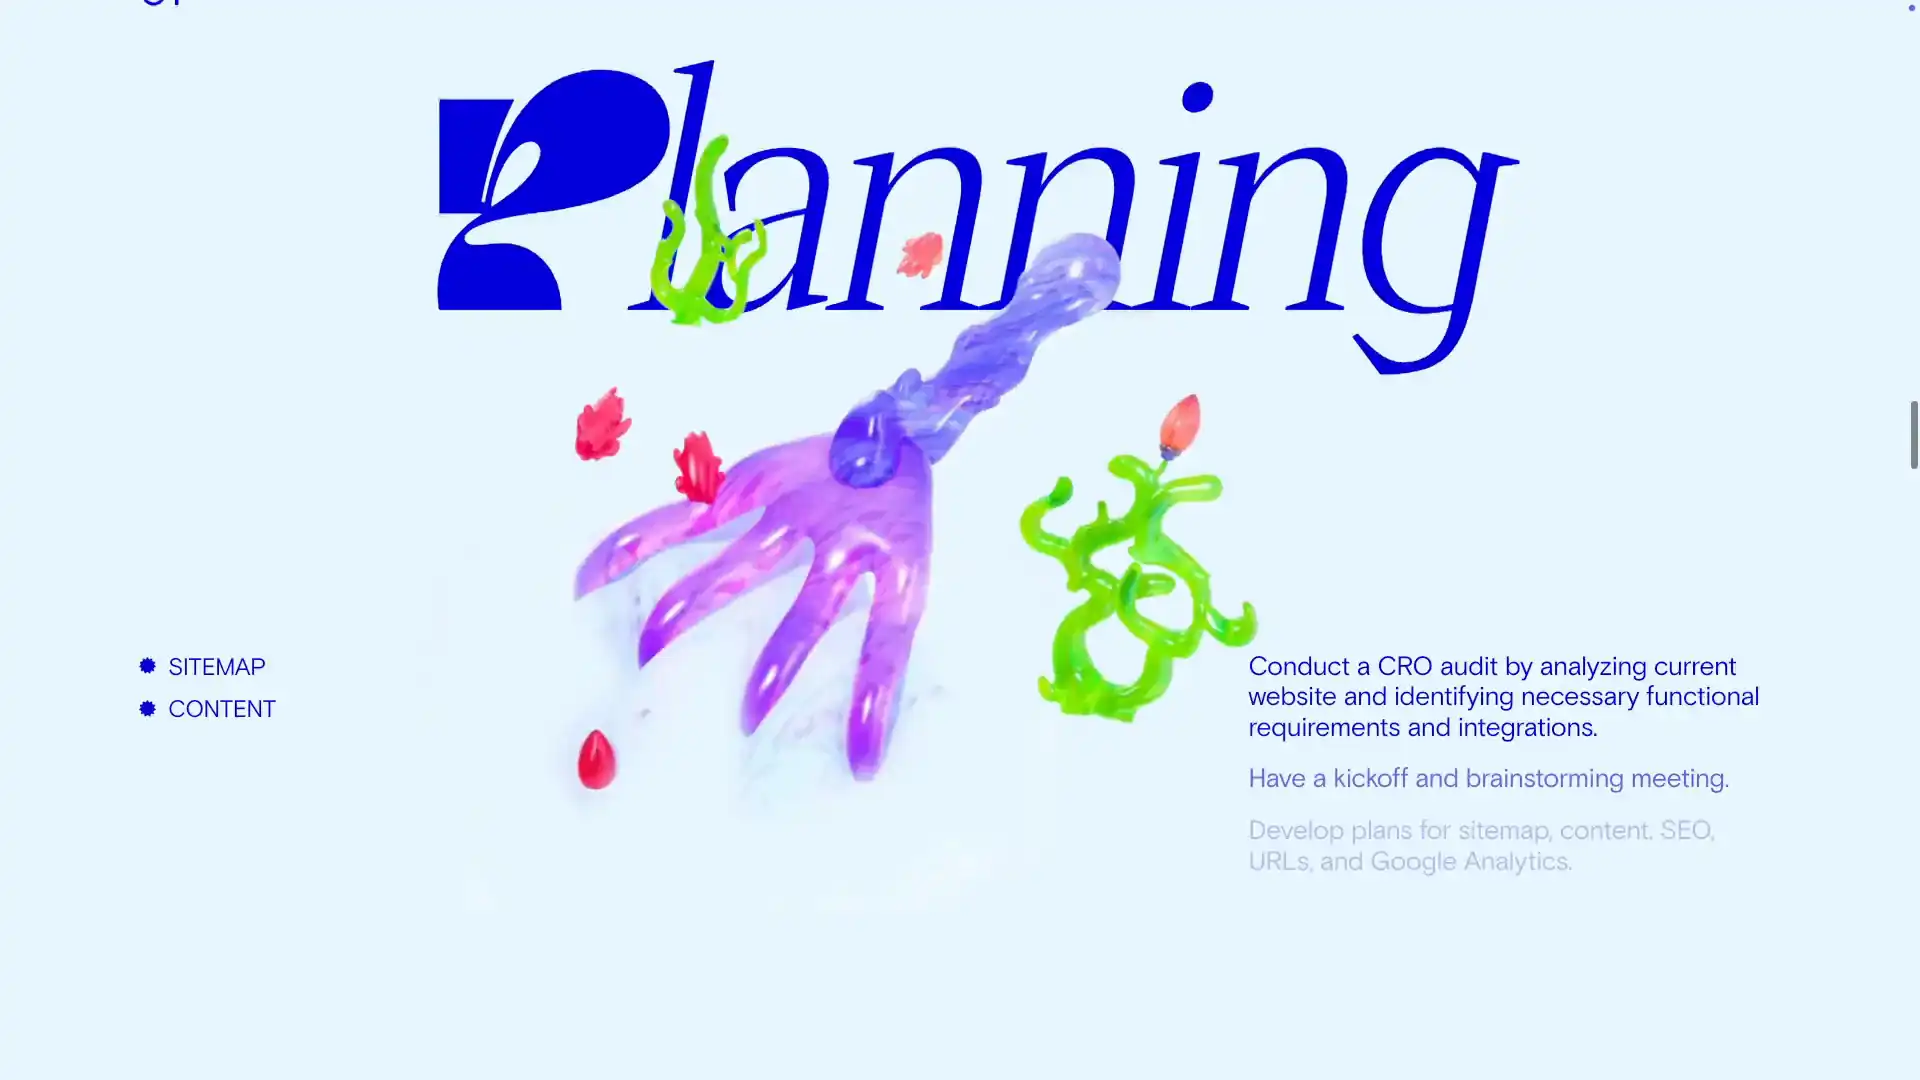 Planning
SITEMAP
CONTENT
Conduct a CRO audit by analyzing current
website and identifying necessary functional
requirements and integrations.
Have a kickoff and brainstorming meeting.
Develop plans for sitemap, content. SEO,
URLs, and Google Analytics.